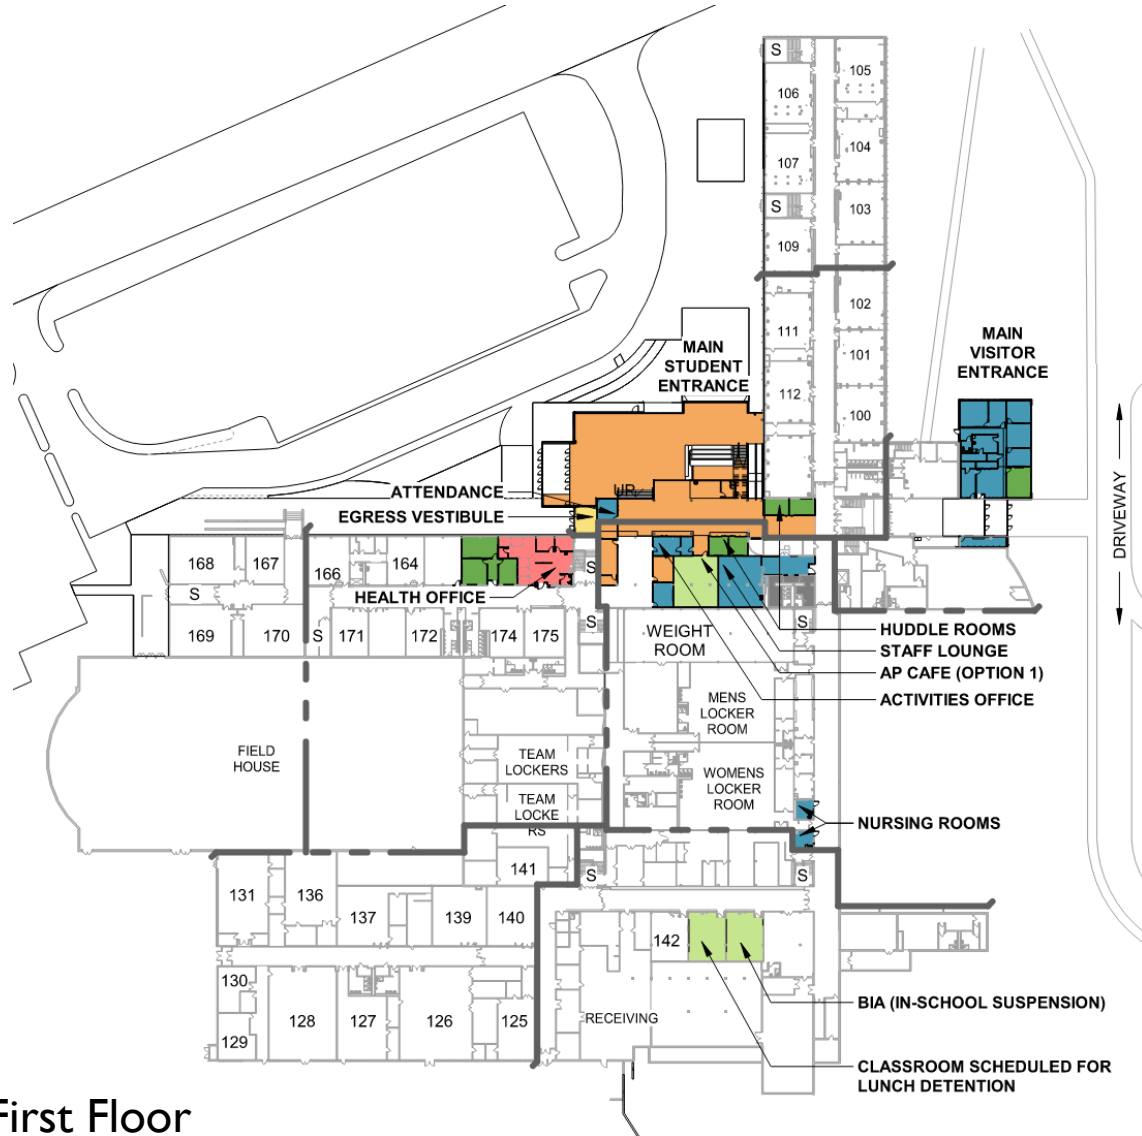 S
105
106
104
107
S
103
109
102
111
101
112
100
MAIN
STUDENT
ENTRANCE
MAIN
VISITOR
ENTRANCE
DRIVEWAY
ATTENDANCE
EGRESS VESTIBULE
168
167
166
164
S
S
HEALTH OFFICE
169
170
S
171
172
174
175
S
WEIGHT
ROOM
S
HUDDLE ROOMS
STAFF LOUNGE
AP CAFE (OPTION 1)
ACTIVITIES OFFICE
MENS
LOCKER
ROOM
FIELD
HOUSE
TEAM
LOCKERS
WOMENS
LOCKER
ROOM
TEAM
LOCKE
RS
NURSING ROOMS
141
S
S
131
136
137
139
140
142
130
129
128
127
126
125
RECEIVING
BIA (IN-SCHOOL SUSPENSION)
CLASSROOM SCHEDULED FOR
LUNCH DETENTION
First Floor